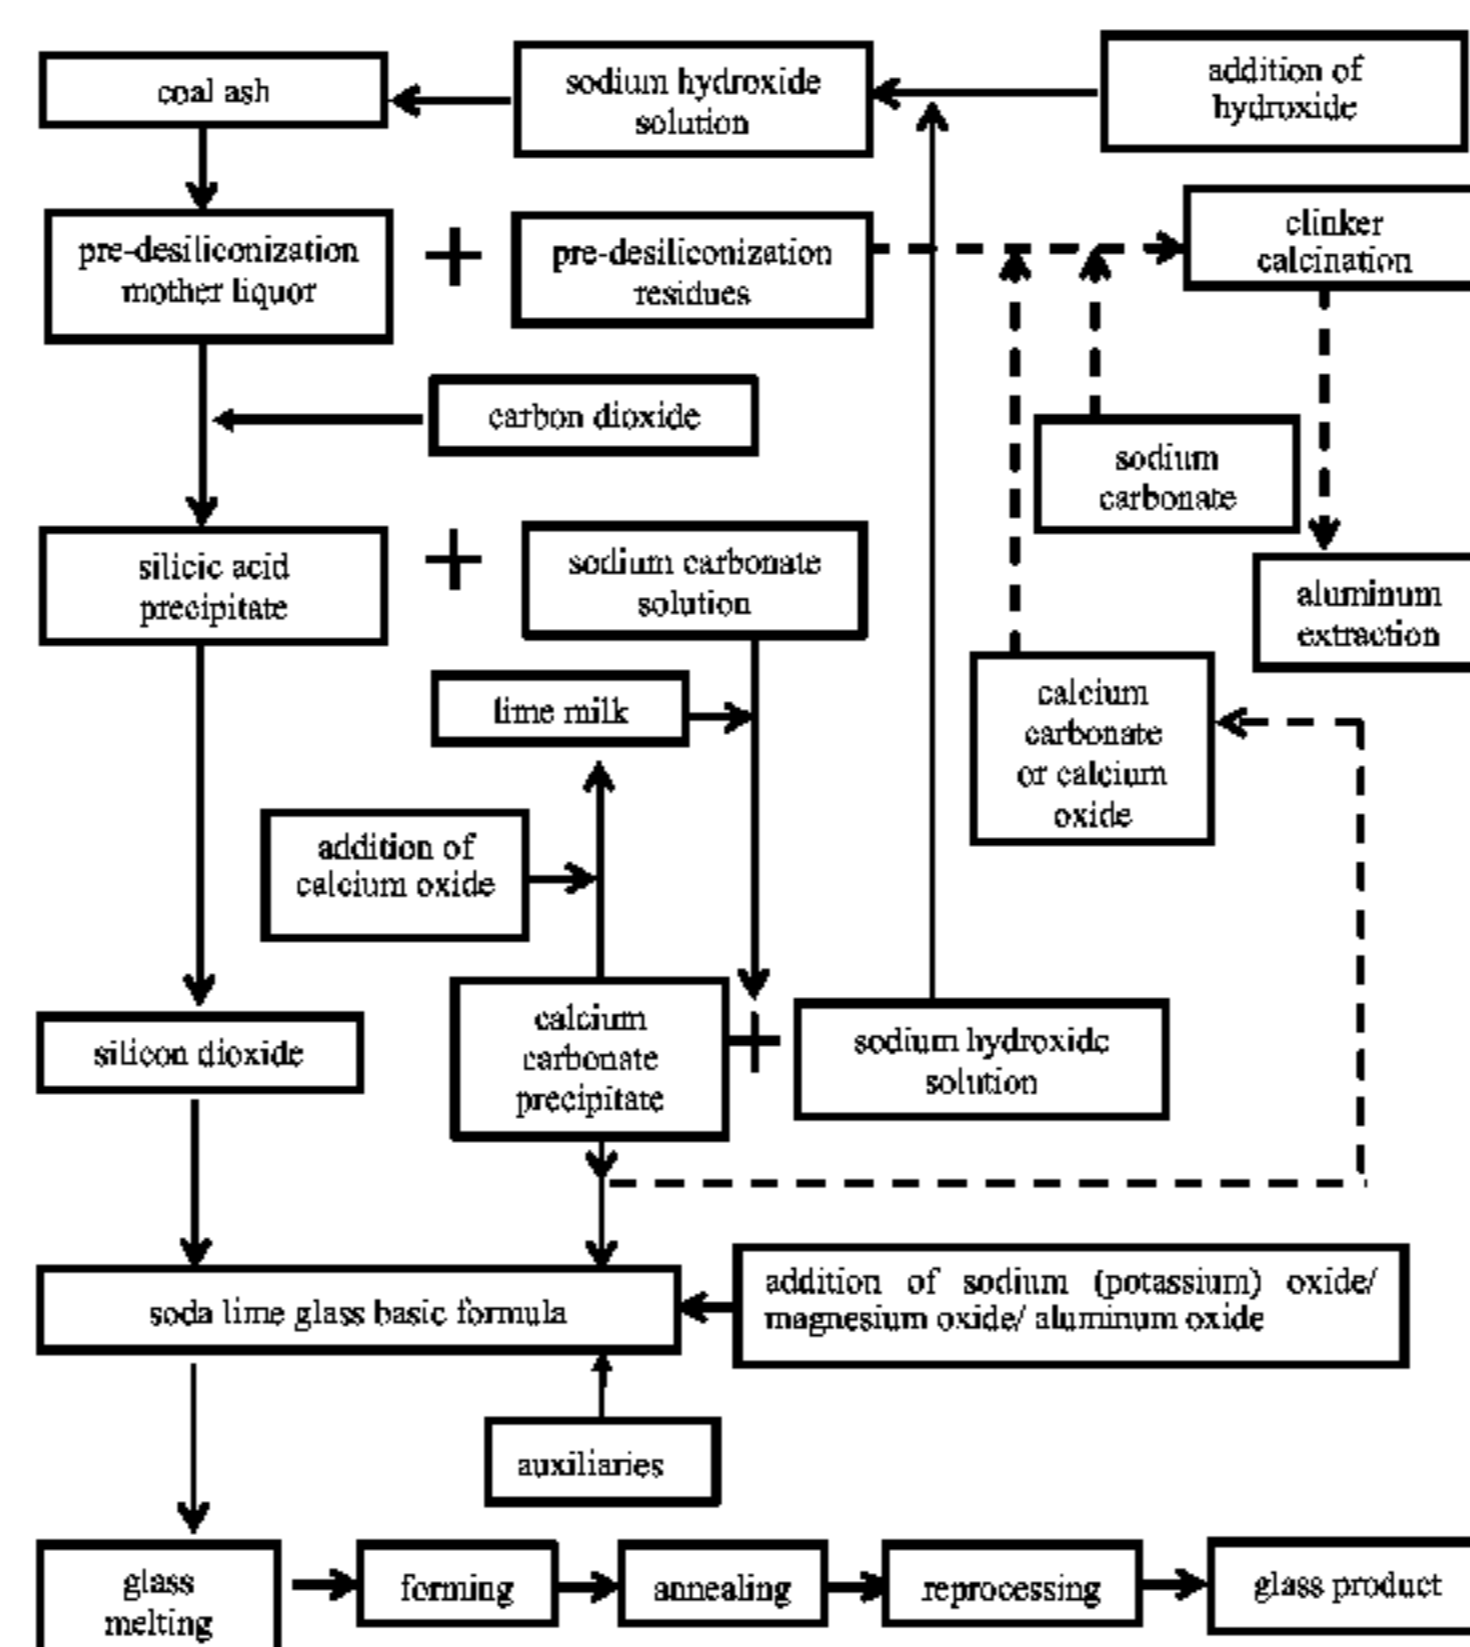 coal ash
sodium hydroxide
solution
addition of
hydroxide
pre-desiliconization
mother liquor
+
pre-desiliconization
residues
clinker
calcination
carbon dioxide
sodium
carbonate
silicic acid
precipitate
+
sodium carbonate
solution
aluminum
extraction
lime milk
calcium
carbonate
or calcium
oxide
addition of
calcium oxide
silicon dioxide
calcium
carbonate
precipitate
+
sodium hydroxide
solution
soda lime glass basic formula
addition of sodium (potassium) oxide/
magnesium oxide/ aluminum oxide
auxiliaries
glass
melting
forming
annealing
reprocessing
glass product